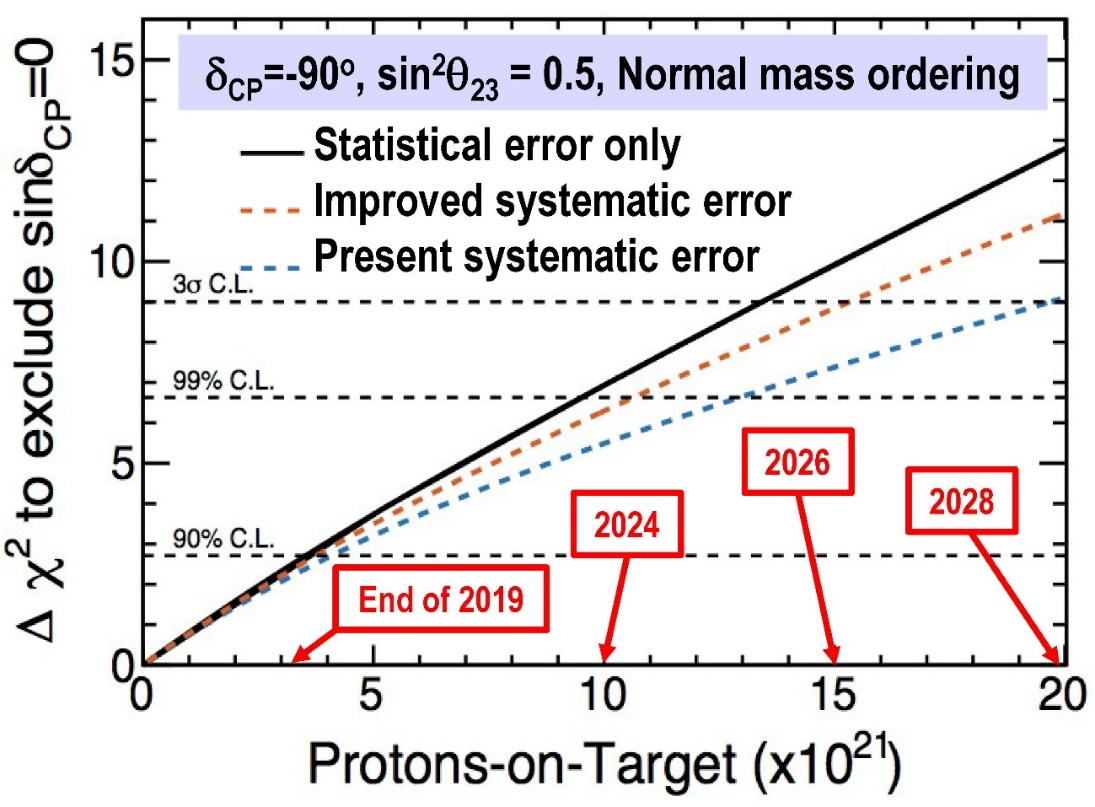 δCP=-90°, sin²θ23 = 0.5, Normal mass ordering
Statistical error only
Improved systematic error
Present systematic error
Δ χ² to exclude sinδCP=0
15
10
5
0
3σ C.L.
99% C.L.
90% C.L.
End of 2019
2024
2026
2028
0 5 10 15 20
Protons-on-Target (x10²¹)